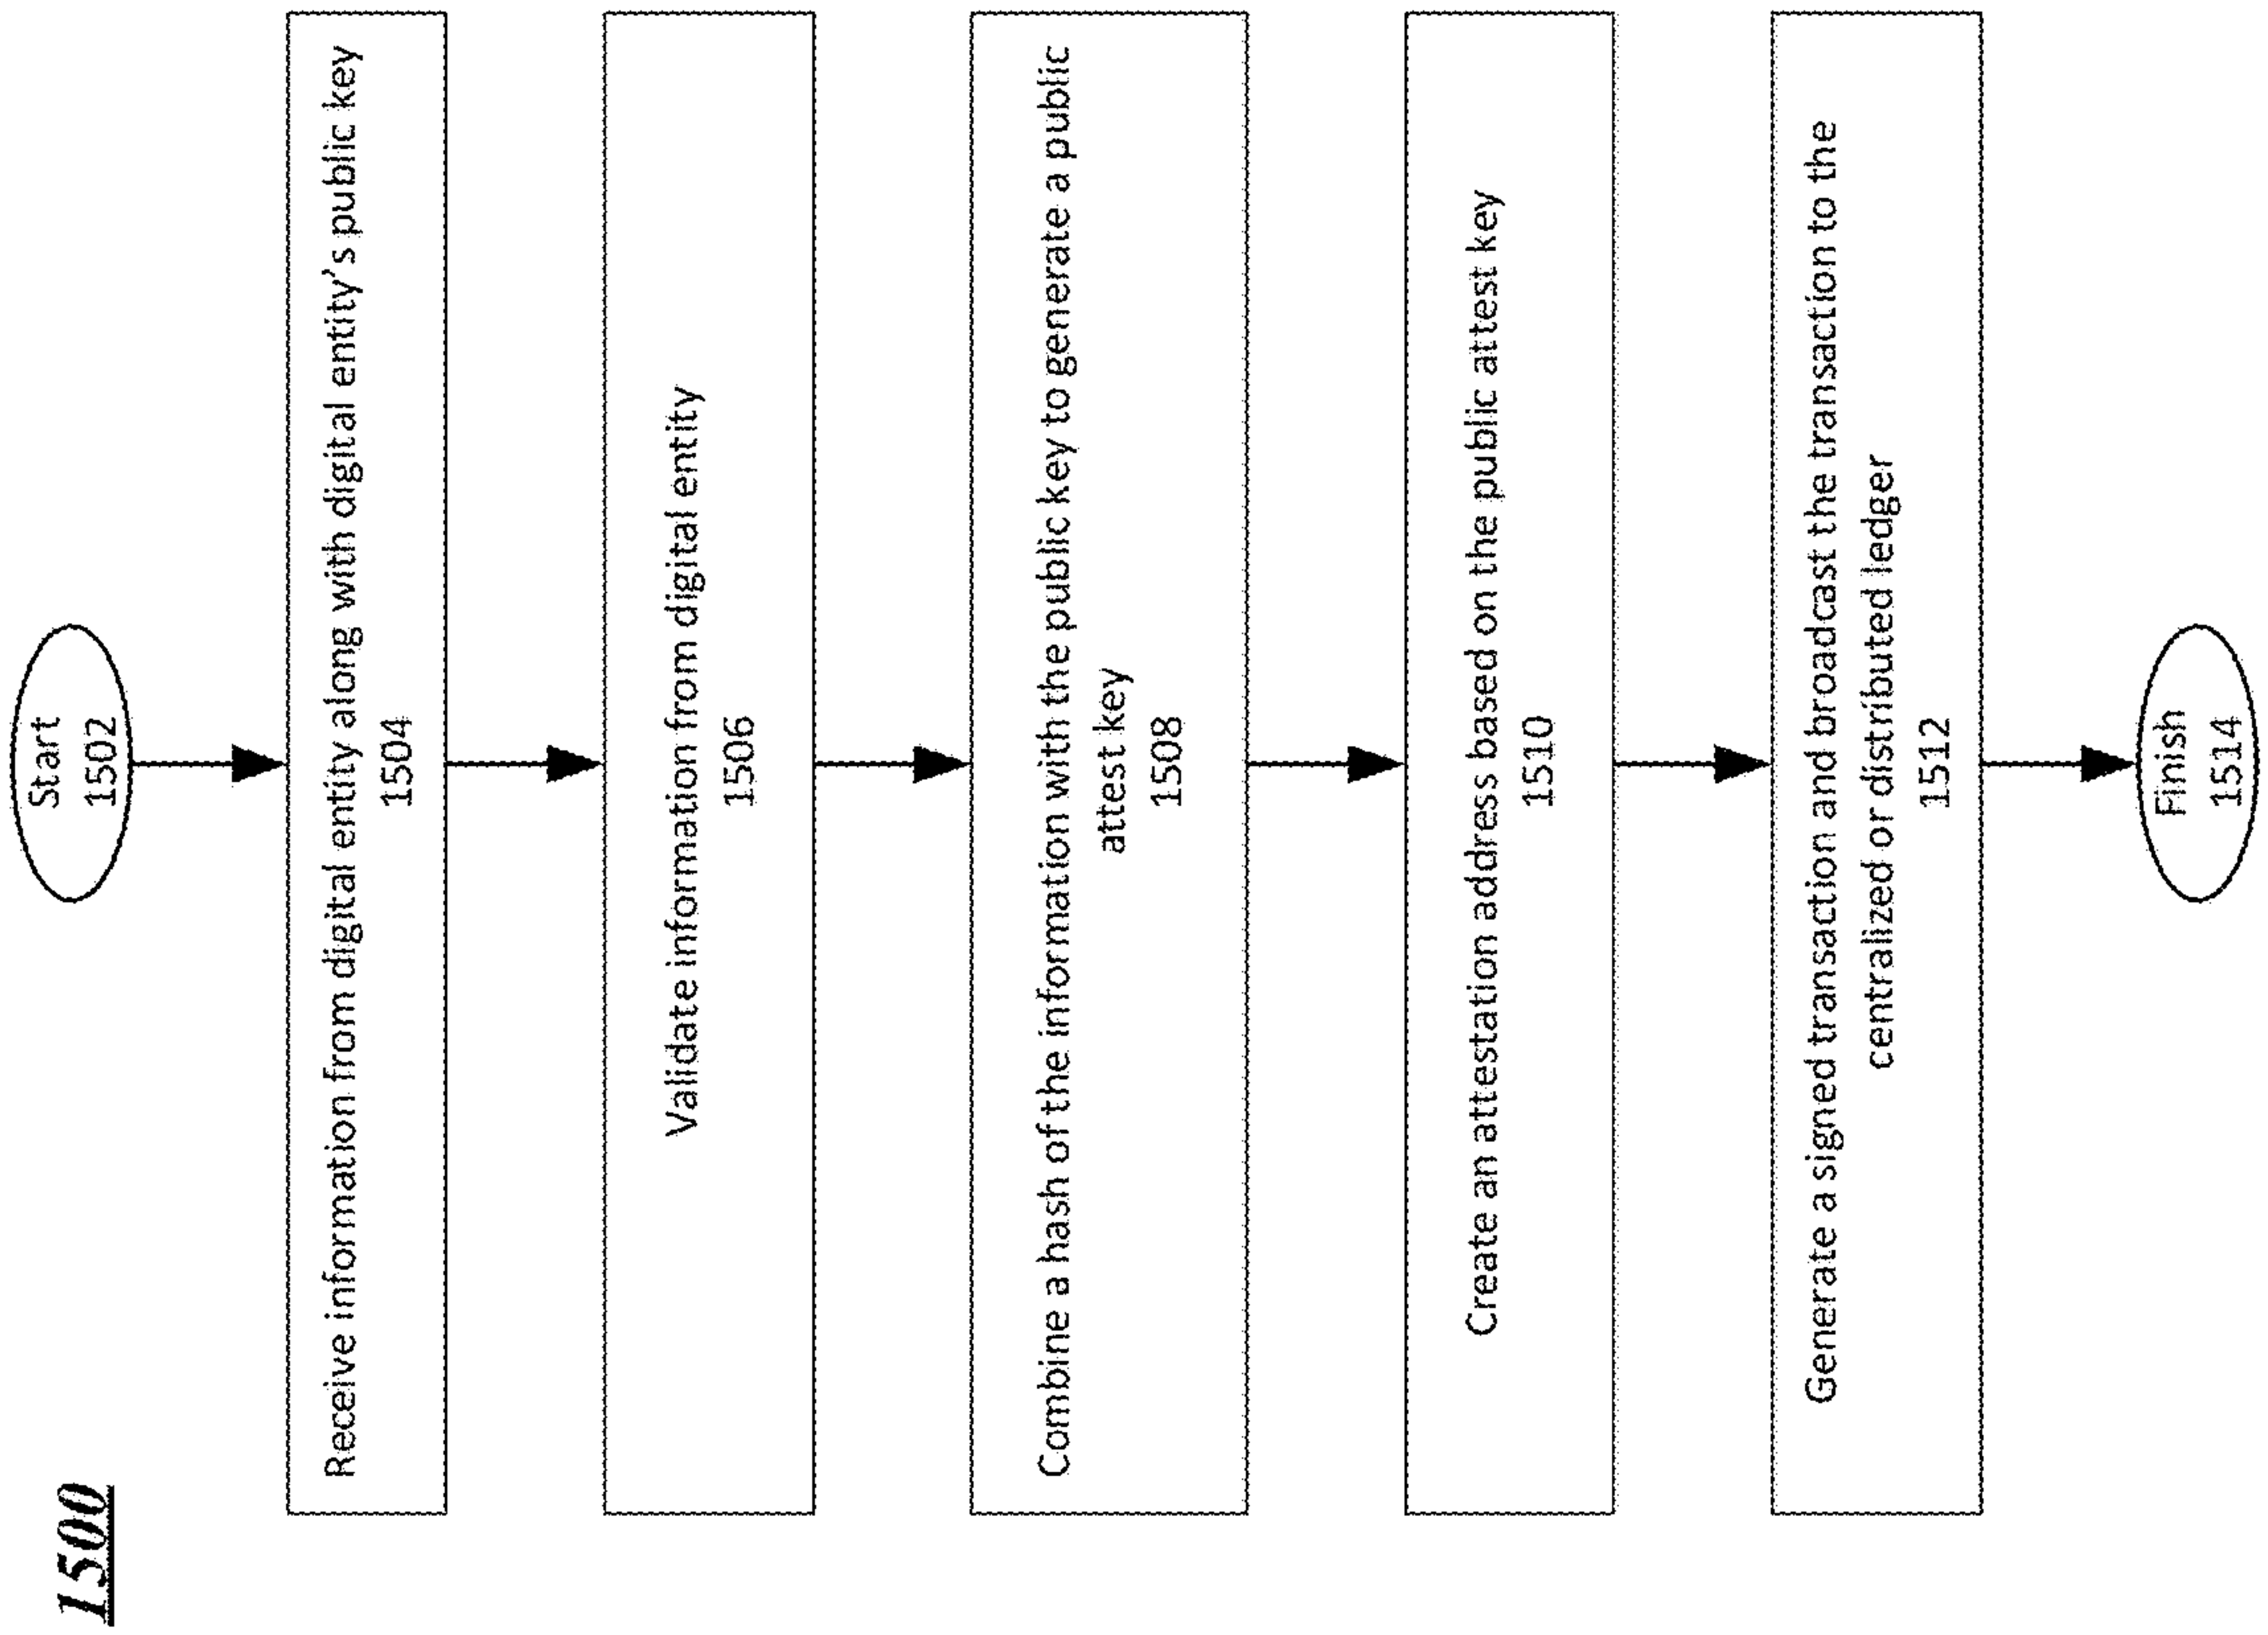 1500
Start
1502
Receive information from digital entity along with digital entity's public key
1504
Validate information from digital entity
1506
Combine a hash of the information with the public key to generate a public
attest key
1508
Create an attestation address based on the public attest key
1510
Generate a signed transaction and broadcast the transaction to the
centralized or distributed ledger
1512
Finish
1514